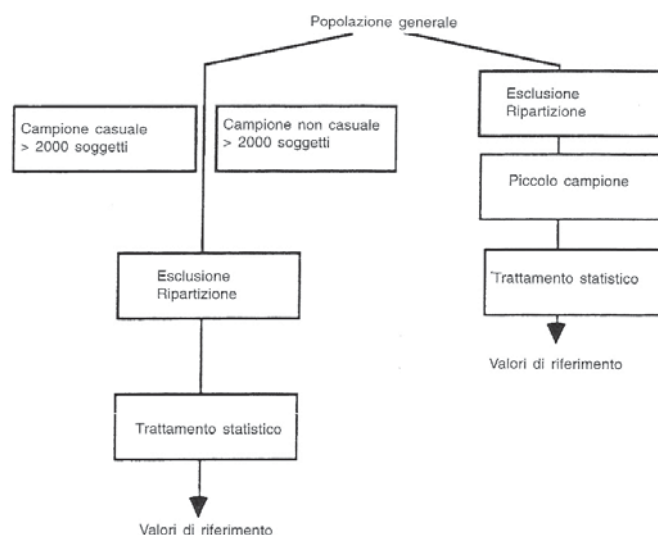 Popolazione generale
Campione casuale
> 2000 soggetti
Campione non casuale
> 2000 soggetti
Esclusione
Ripartizione
Trattamento statistico
Valori di riferimento
Esclusione
Ripartizione
Piccolo campione
Trattamento statistico
Valori di riferimento